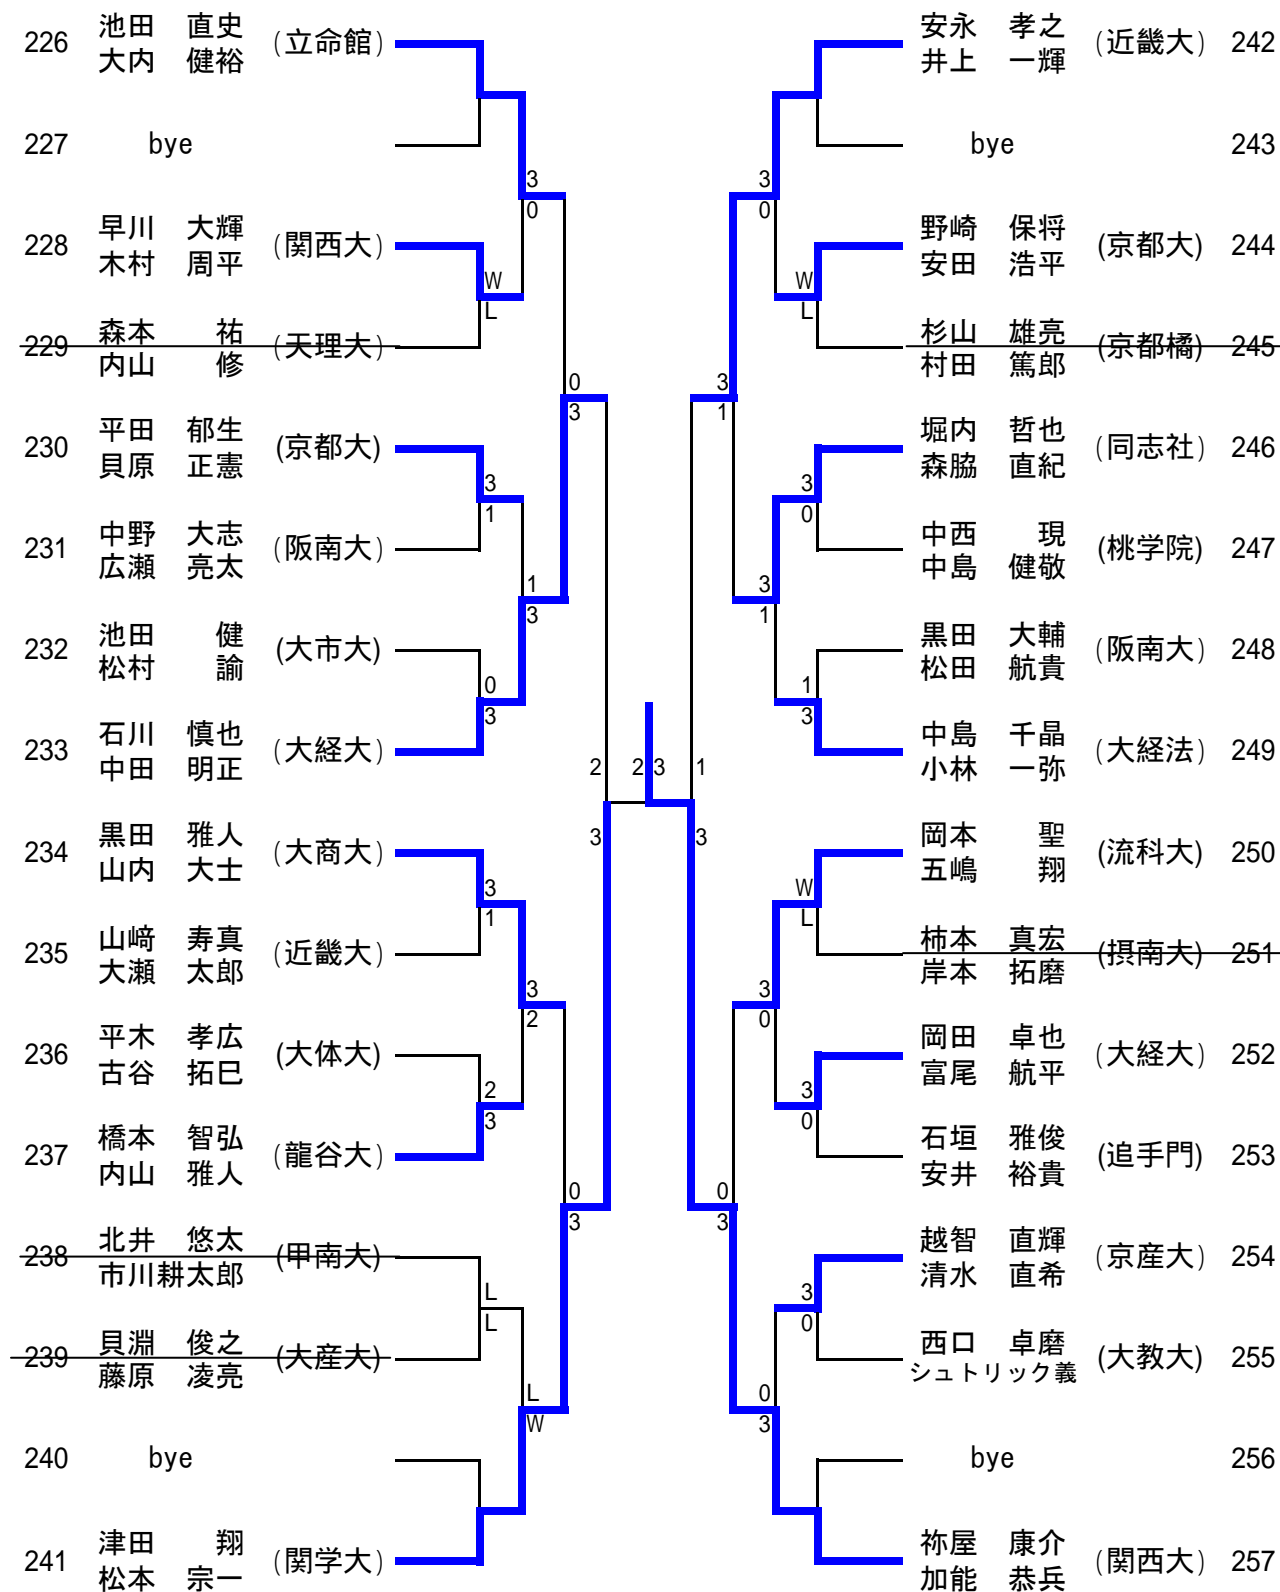 226 池田 直史 (立命館)
大内 健裕
227 bye
3
0
228 早川 大輝 (関西大)
木村 周平
W
L
229 森本 祐 (天理大)
内山 修
0
3
230 平田 郁生 (京都大)
貝原 正憲
3
1
231 中野 大志 (阪南大)
広瀬 亮太
1
3
232 池田 健 (大市大)
松村 諭
0
3
233 石川 慎也 (大経大)
中田 明正
2
3
234 黒田 雅人 (大商大)
山内 大士
3
1
235 山﨑 寿真 (近畿大)
大瀬 太郎
3
2
236 平木 孝広 (大体大)
古谷 拓巳
2
3
237 橋本 智弘 (龍谷大)
内山 雅人
0
3
238 北井 悠太 (甲南大)
市川耕太郎
L
L
239 貝淵 俊之 (大産大)
藤原 凌亮
L
W
240 bye
241 津田 翔 (関学大)
松本 宗一
2 3
安永 孝之 (近畿大) 242
井上 一輝
bye 243
3
0
野崎 保将 (京都大) 244
安田 浩平
W
L
杉山 雄亮 (京都橘) 245
村田 篤郎
3
1
堀内 哲也 (同志社) 246
森脇 直紀
3
0
中西 現 (桃学院) 247
中島 健敬
3
1
黒田 大輔 (阪南大) 248
松田 航貴
1
3
中島 千晶 (大経法) 249
小林 一弥
1
3
岡本 聖 (流科大) 250
五嶋 翔
W
L
柿本 真宏 (摂南大) 251
岸本 拓磨
3
0
岡田 卓也 (大経大) 252
富尾 航平
3
0
石垣 雅俊 (追手門) 253
安井 裕貴
0
3
越智 直輝 (京産大) 254
清水 直希
3
0
西口 卓磨 (大教大) 255
シュトリック義
0
3
bye 256
祢屋 康介 (関西大) 257
加能 恭兵